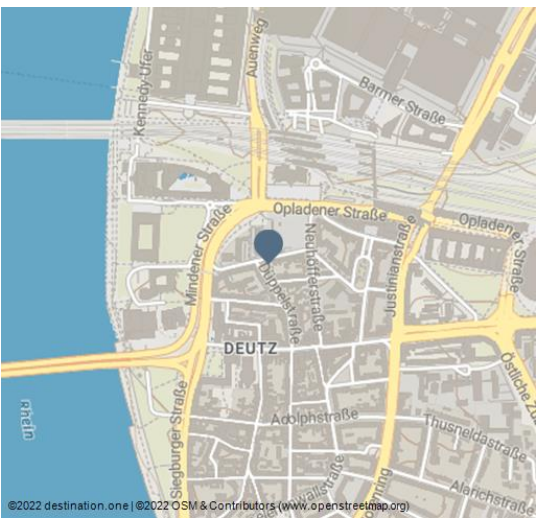 Auenweg
Kennedy-Ufer
Barmer Straße
Opladener Straße
Opladener Straße
Mindener Straße
Neuhöfferstraße
Justinianstraße
Düppelstraße
DEUTZ
Rhein
Siegburger Straße
Adolphstraße
Thusneldastraße
Alarichstraße
©2022 destination.one | ©2022 OSM & Contributors (www.openstreetmap.org)